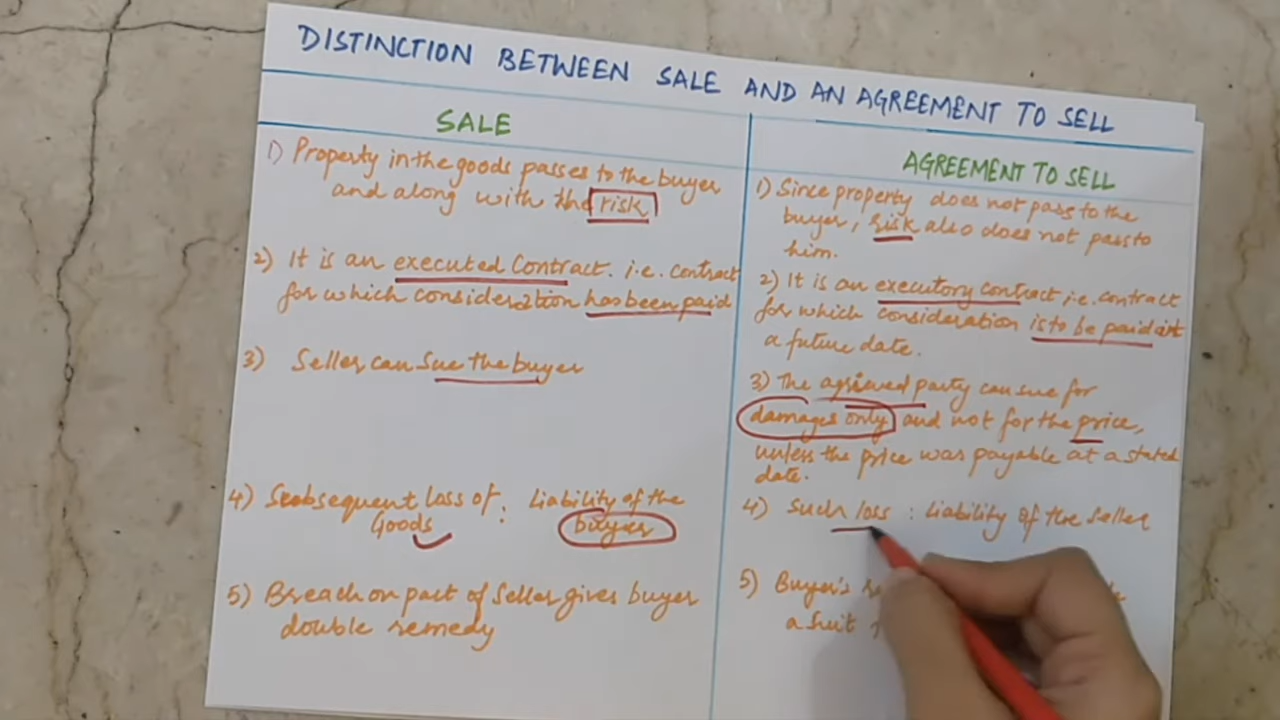 DISTINCTION BETWEEN SALE AND AN AGREEMENT TO SELL
SALE
1) Property in the goods passes to the buyer
and along with the risk
2) It is an executed Contract. i.e. contract
for which consideration has been paid
3) Seller can sue the buyer
4) Subsequent loss of : Liability of the
Goods buyer
5) Breach on part of Seller gives buyer
double remedy
AGREEMENT TO SELL
1) Since property does not pass to the
buyer, risk also does not pass to
him.
2) It is an executory contract i.e. contract
for which consideration is to be paid at
a future date.
3) The agrieved party can sue for
damages only and not for the price,
unless the price was payable at a stated
date.
4) Such loss : Liability of the Seller
5) Buyer's
a suit